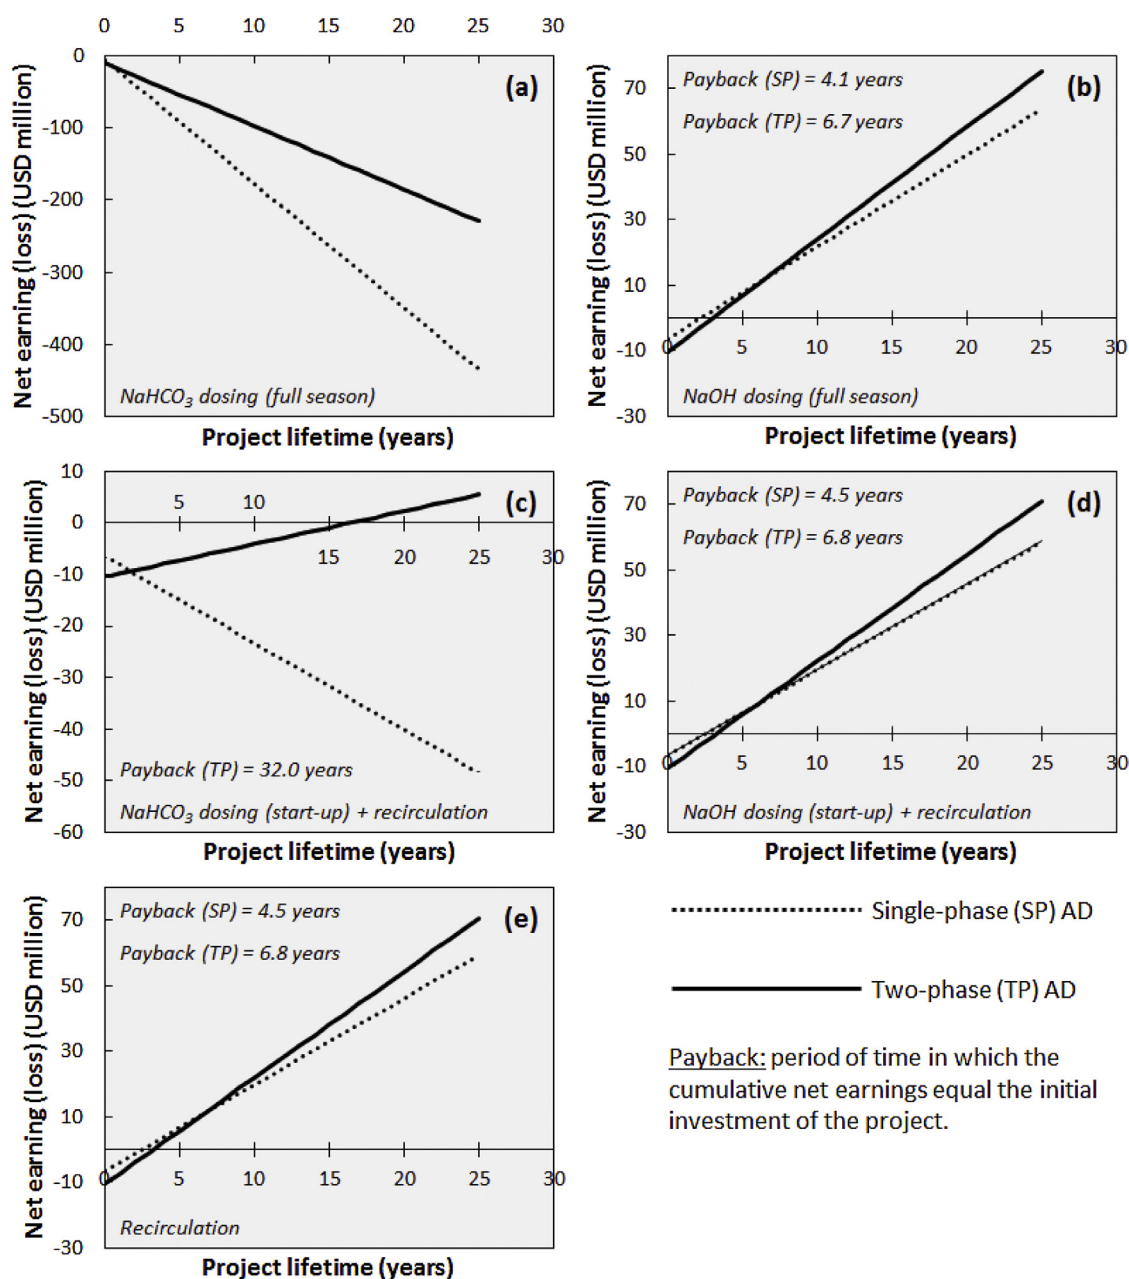 0 5 10 15 20 25 30
0
-100
-200
-300
-400
-500
Net earning (loss) (USD million)
(a)
NaHCO₃ dosing (full season)
Project lifetime (years)
Payback (SP) = 4.1 years
Payback (TP) = 6.7 years
(b)
70
50
30
10
-10
-30
0 5 10 15 20 25 30
Net earning (loss) (USD million)
NaOH dosing (full season)
Project lifetime (years)
10
0
-10
-20
-30
-40
-50
-60
5 10 15 20 25 30
Net earning (loss) (USD million)
(c)
Payback (TP) = 32.0 years
NaHCO₃ dosing (start-up) + recirculation
Project lifetime (years)
Payback (SP) = 4.5 years
Payback (TP) = 6.8 years
(d)
70
50
30
10
-10
-30
0 5 10 15 20 25 30
Net earning (loss) (USD million)
NaOH dosing (start-up) + recirculation
Project lifetime (years)
Payback (SP) = 4.5 years
Payback (TP) = 6.8 years
(e)
70
50
30
10
-10
-30
0 5 10 15 20 25 30
Net earning (loss) (USD million)
Recirculation
Project lifetime (years)
Single-phase (SP) AD
Two-phase (TP) AD
Payback: period of time in which the
cumulative net earnings equal the initial
investment of the project.